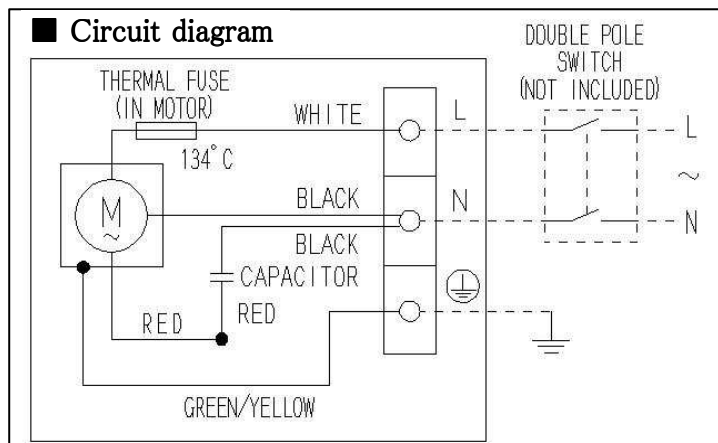 ■ Circuit diagram
DOUBLE POLE
SWITCH
(NOT INCLUDED)
THERMAL FUSE
(IN MOTOR)
WHITE
L
L
134°C
~
M
~
BLACK
N
N
BLACK
CAPACITOR
RED
RED
GREEN/YELLOW